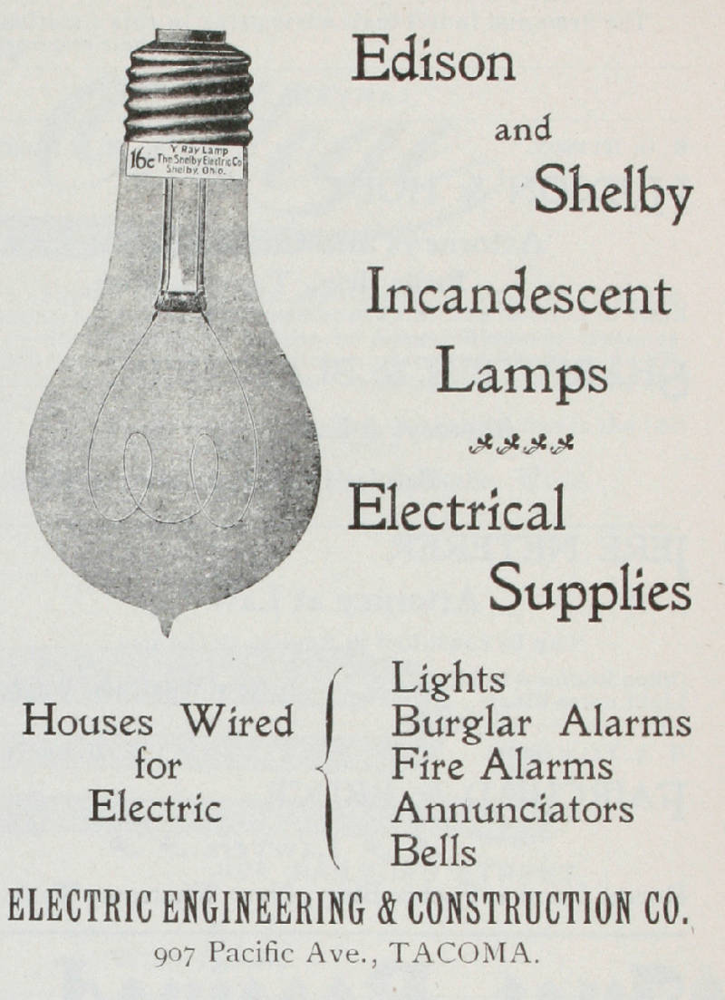 Edison
and
Shelby
Incandescent
Lamps
Electrical
Supplies
16c
Y Ray Lamp
The Shelby Electric Co
Shelby, Ohio.
Houses Wired
for
Electric
Lights
Burglar Alarms
Fire Alarms
Annunciators
Bells
ELECTRIC ENGINEERING & CONSTRUCTION CO.
907 Pacific Ave., TACOMA.